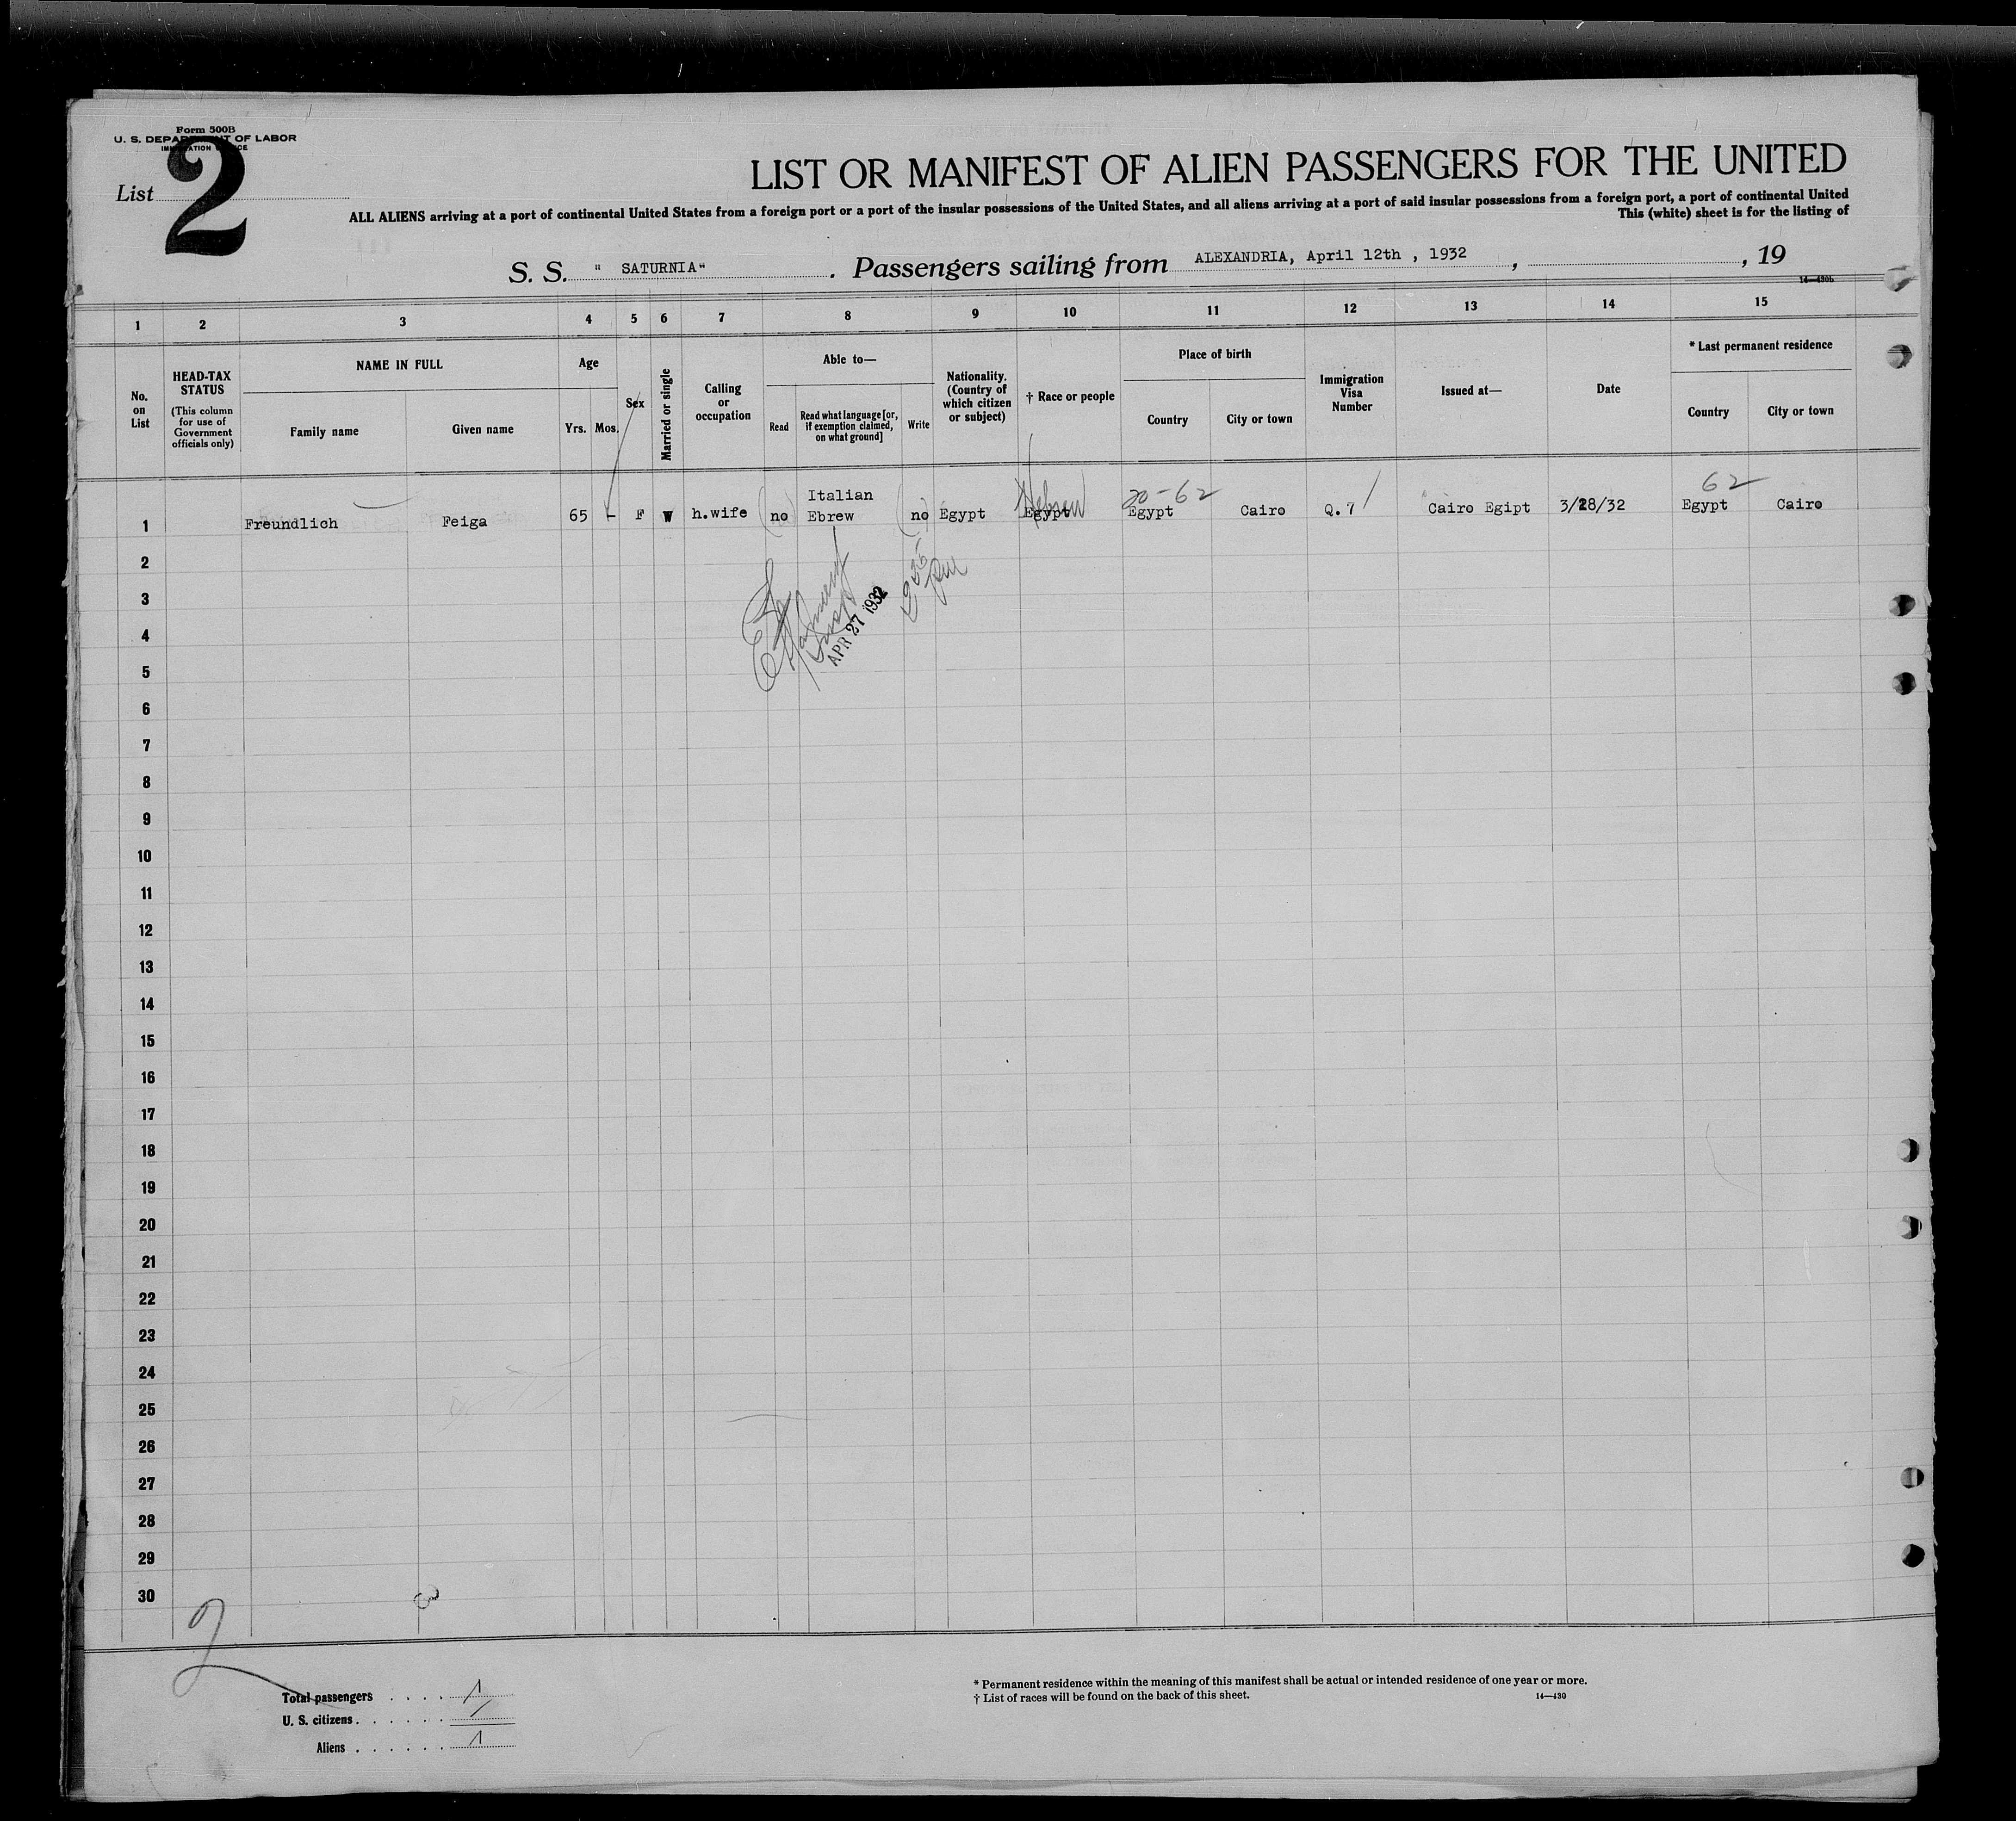 Form 500B
U. S. DEPARTMENT OF LABOR
List 2
LIST OR MANIFEST OF ALIEN PASSENGERS FOR THE UNITED
ALL ALIENS arriving at a port of continental United States from a foreign port or a port of the insular possessions of the United States, and all aliens arriving at a port of said insular possessions from a foreign port, a port of continental United
This (white) sheet is for the listing of
S. S. " SATURNIA" . Passengers sailing from ALEXANDRIA, April 12th , 1932 , , 19
14—430b
1 2 3 4 5 6 7 8 9 10 11 12 13 14 15
No. on List
HEAD-TAX STATUS
(This column for use of Government officials only)
NAME IN FULL
Family name Given name
Age
Yrs. Mos.
Sex
Married or single
Calling or occupation
Able to—
Read
Read what language [or, if exemption claimed, on what ground]
Write
Nationality. (Country of which citizen or subject)
† Race or people
Place of birth
Country City or town
Immigration Visa Number
Issued at—
Date
* Last permanent residence
Country City or town
Italian Hebrew 20-62 62
1 Freundlich Feiga 65 - F W h.wife no Ebrew no Egypt Egypt Egypt Cairo Q.7 Cairo Egipt 3/28/32 Egypt Cairo
2
3
APR 27 1932
4
5
6
7
8
9
10
11
12
13
14
15
16
17
18
19
20
21
22
23
24
25
26
27
28
29
30
2
Total passengers . . . . 1
U. S. citizens . . . . . . /
Aliens . . . . . . 1
* Permanent residence within the meaning of this manifest shall be actual or intended residence of one year or more.
† List of races will be found on the back of this sheet.
14—430